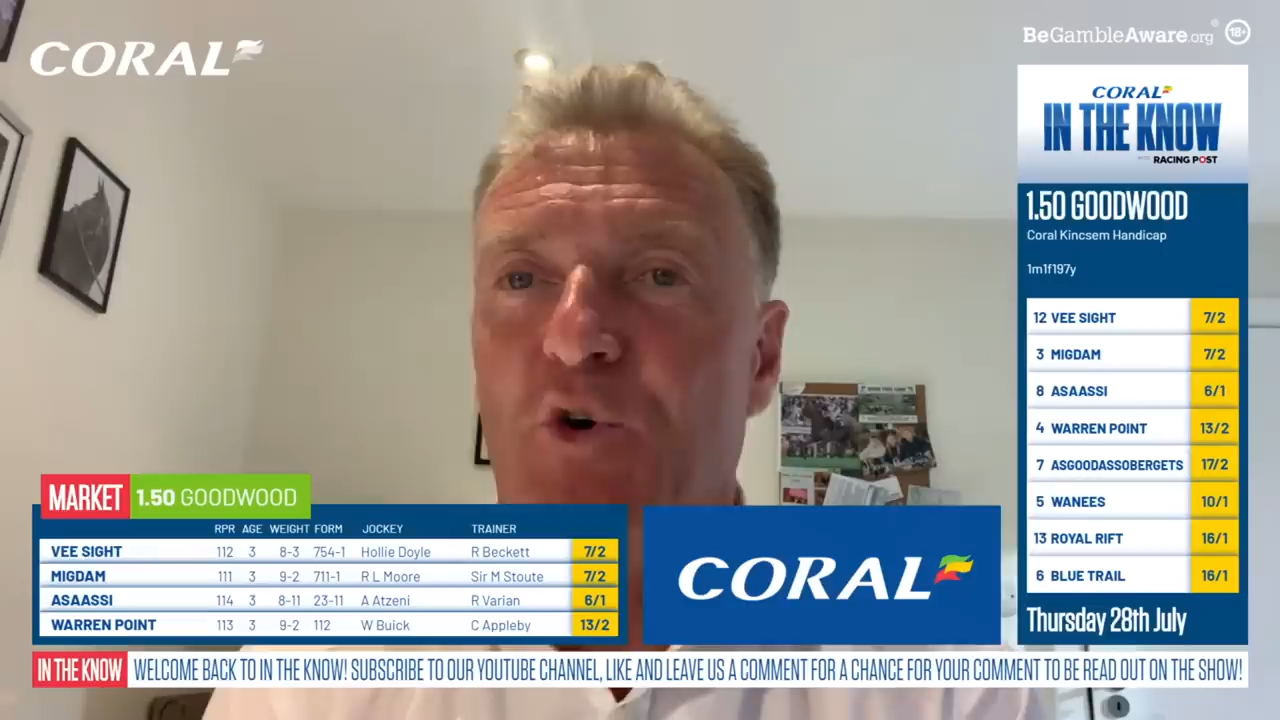 CORAL
BeGambleAware.org 18+
CORAL
IN THE KNOW
WITH RACING POST
1.50 GOODWOOD
Coral Kincsem Handicap
1m1f197y
12 VEE SIGHT 7/2
3 MIGDAM 7/2
8 ASAASSI 6/1
4 WARREN POINT 13/2
7 ASGOODASSOBERGETS 17/2
5 WANEES 10/1
13 ROYAL RIFT 16/1
6 BLUE TRAIL 16/1
Thursday 28th July
MARKET 1.50 GOODWOOD
RPR AGE WEIGHT FORM JOCKEY TRAINER
VEE SIGHT 112 3 8-3 754-1 Hollie Doyle R Beckett 7/2
MIGDAM 111 3 9-2 711-1 R L Moore Sir M Stoute 7/2
ASAASSI 114 3 8-11 23-11 A Atzeni R Varian 6/1
WARREN POINT 113 3 9-2 112 W Buick C Appleby 13/2
CORAL
IN THE KNOW WELCOME BACK TO IN THE KNOW! SUBSCRIBE TO OUR YOUTUBE CHANNEL, LIKE AND LEAVE US A COMMENT FOR A CHANCE FOR YOUR COMMENT TO BE READ OUT ON THE SHOW!